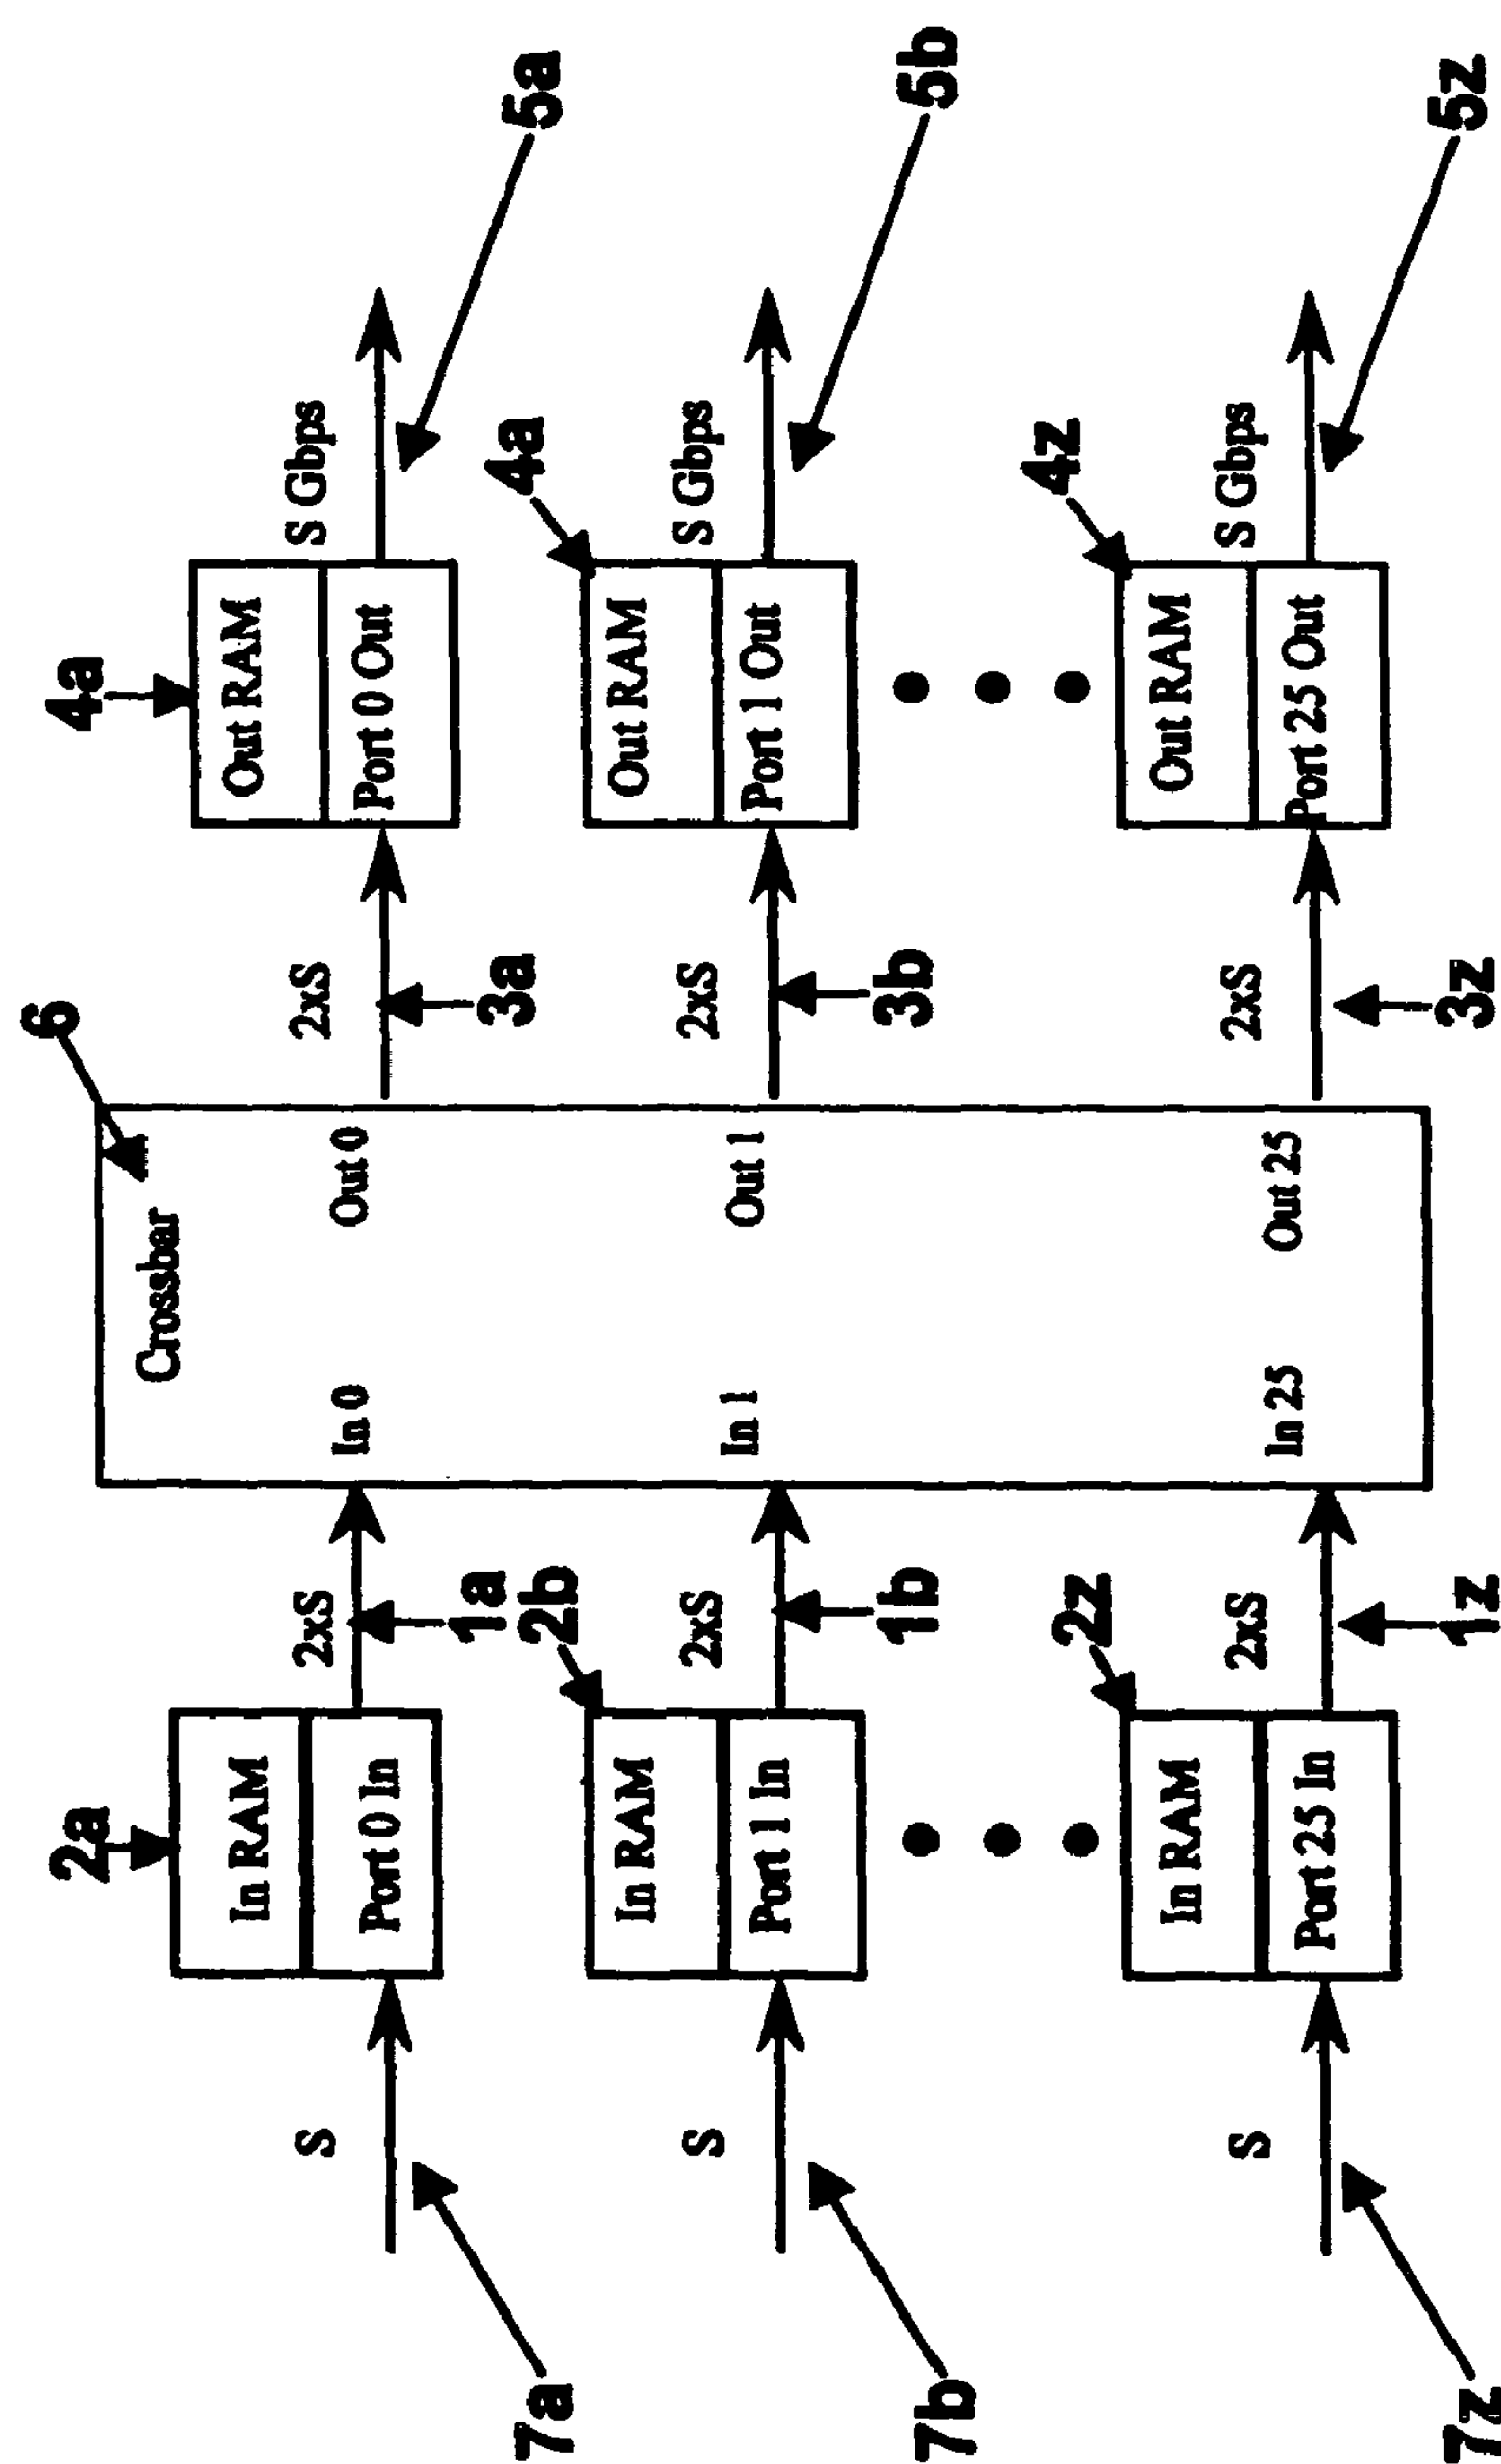 6
4a
5a
2a
Crossbar
In RAM
Port 0 In
S
7a
2xS
1a
In 0
Out 0
2xS
3a
Out RAM
Port 0 Out
S Gbps
2b
4a
5b
In RAM
Port 1 In
S
7b
2xS
1b
In 1
Out 1
2xS
3b
Out RAM
Port 1 Out
S Gbps
2z
4z
5z
In RAM
Port 25 In
S
7z
2xS
1z
In 25
Out 25
2xS
3z
Out RAM
Port 25 Out
S Gbps